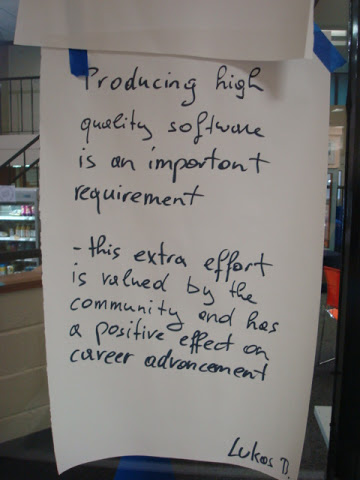 Producing high
quality software
is an important
requirement
- this extra effort
is valued by the
community and has
a positive effect on
career advancement
Lukas D.